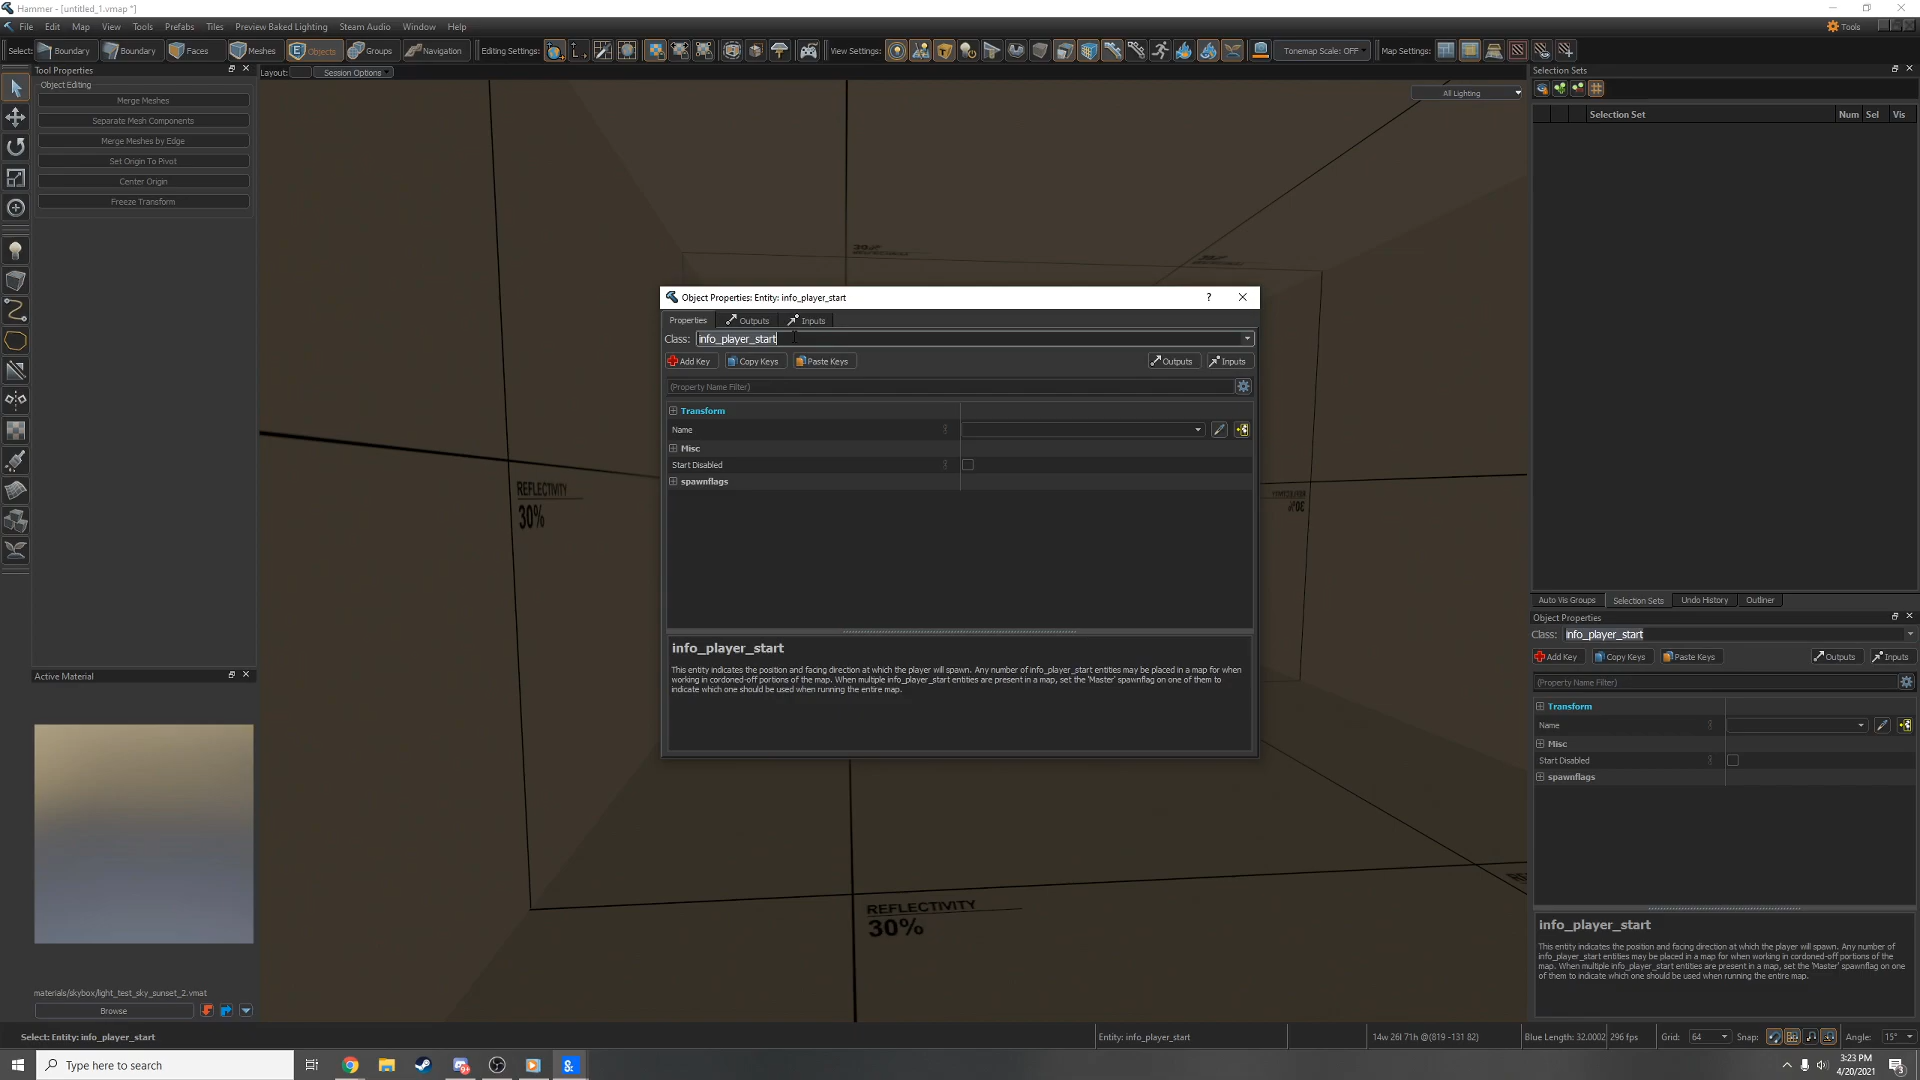 Hammer - [untitled_1.vmap *]
File Edit Map View Tools Prefabs Tiles Preview Baked Lighting Steam Audio Window Help
Tools
Select: Boundary Boundary Faces Meshes Objects Groups Navigation Editing Settings: View Settings: Tonemap Scale: OFF Map Settings:
Tool Properties
Layout: Session Options
Selection Sets
Object Editing
Merge Meshes
Separate Mesh Components
Merge Meshes by Edge
Set Origin To Pivot
Center Origin
Freeze Transform
All Lighting
Selection Set Num Sel Vis
Object Properties: Entity: info_player_start
Properties Outputs Inputs
Class: info_player_start
Add Key Copy Keys Paste Keys Outputs Inputs
(Property Name Filter)
Transform
Name
Misc
Start Disabled
spawnflags
info_player_start
This entity indicates the position and facing direction at which the player will spawn. Any number of info_player_start entities may be placed in a map for when
working in cordoned-off portions of the map. When multiple info_player_start entities are present in a map, set the 'Master' spawnflag on one of them to
indicate which one should be used when running the entire map.
REFLECTIVITY
30%
REFLECTIVITY
30%
Auto Vis Groups Selection Sets Undo History Outliner
Object Properties
Class: info_player_start
Add Key Copy Keys Paste Keys Outputs Inputs
(Property Name Filter)
Transform
Name
Misc
Start Disabled
spawnflags
info_player_start
This entity indicates the position and facing direction at which the player will spawn. Any number of
info_player_start entities may be placed in a map for when working in cordoned-off portions of the
map. When multiple info_player_start entities are present in a map, set the 'Master' spawnflag on one
of them to indicate which one should be used when running the entire map.
Active Material
materials/skybox/light_test_sky_sunset_2.vmat
Browse
Select: Entity: info_player_start
Entity: info_player_start
14w 26l 71h @(819 -131 82)
Blue Length: 32.0002 296 fps
Grid: 64 Snap: Angle: 15°
Type here to search
3:23 PM
4/20/2021